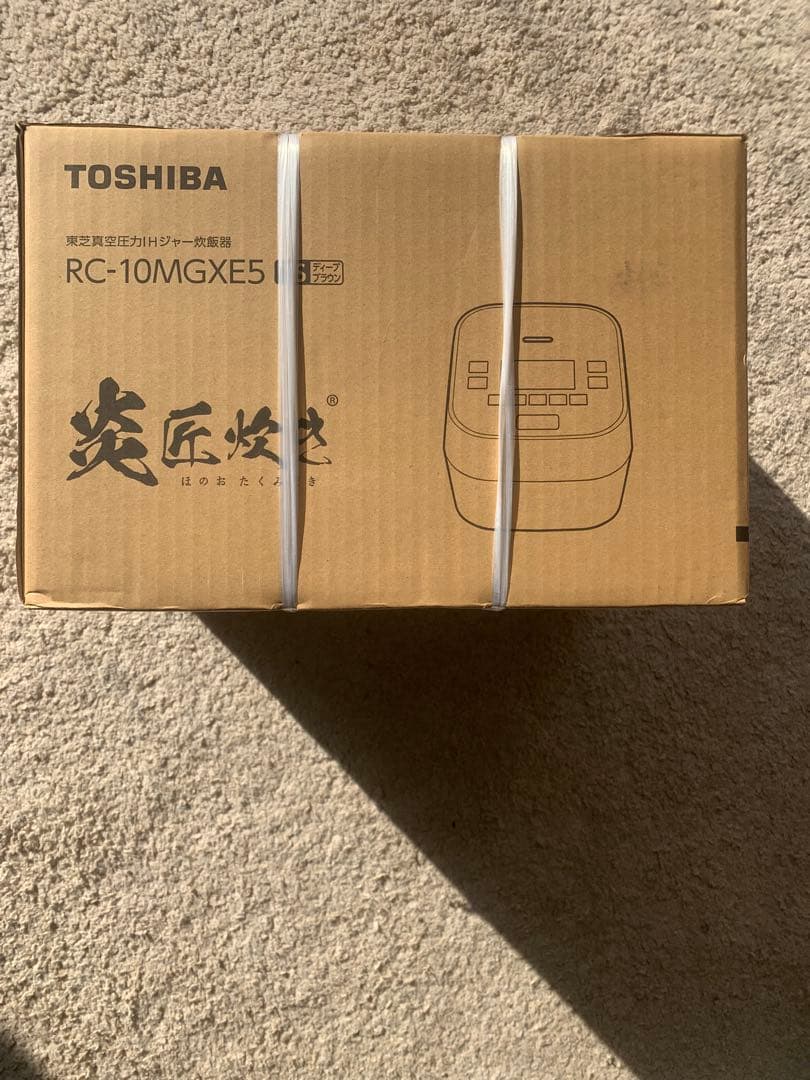 TOSHIBA
東芝真空圧力IHジャー炊飯器
RC-10MGXE5 S ディープ
ブラウン
炎匠炊き®
ほのおたくみ き